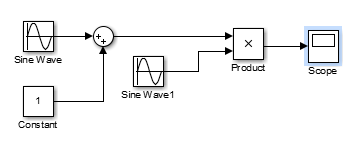 Sine Wave
1
Constant
+
+
Sine Wave1
×
Product
Scope